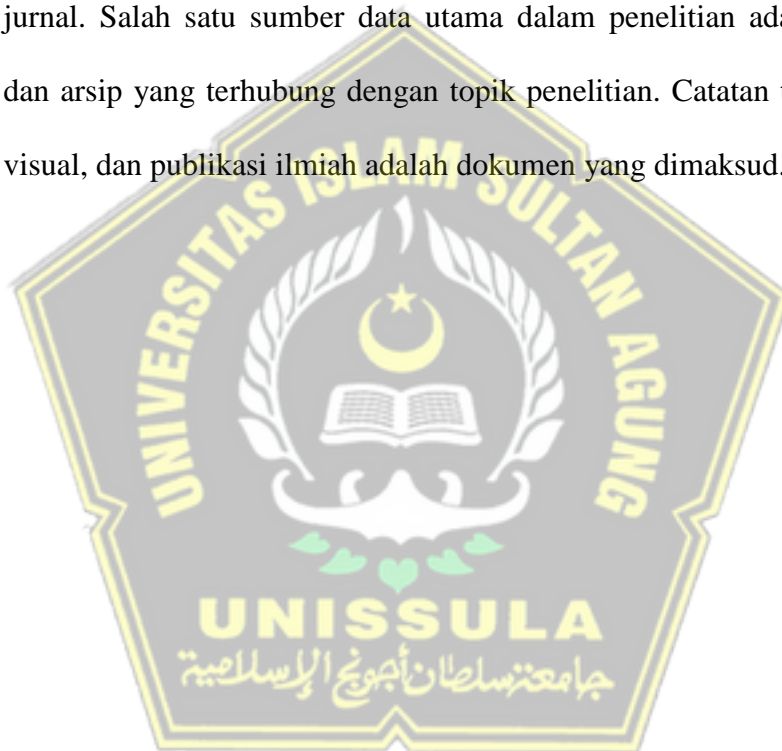 jurnal. Salah satu sumber data utama dalam penelitian
dan arsip yang terhubung dengan topik penelitian. Catatan
visual, dan publikasi ilmiah adalah dokumen yang dimaksud.
UNIVERSITAS ISLAM SULTAN AGUNG
UNISSULA
جامعة سلطان أجونج الإسلامية